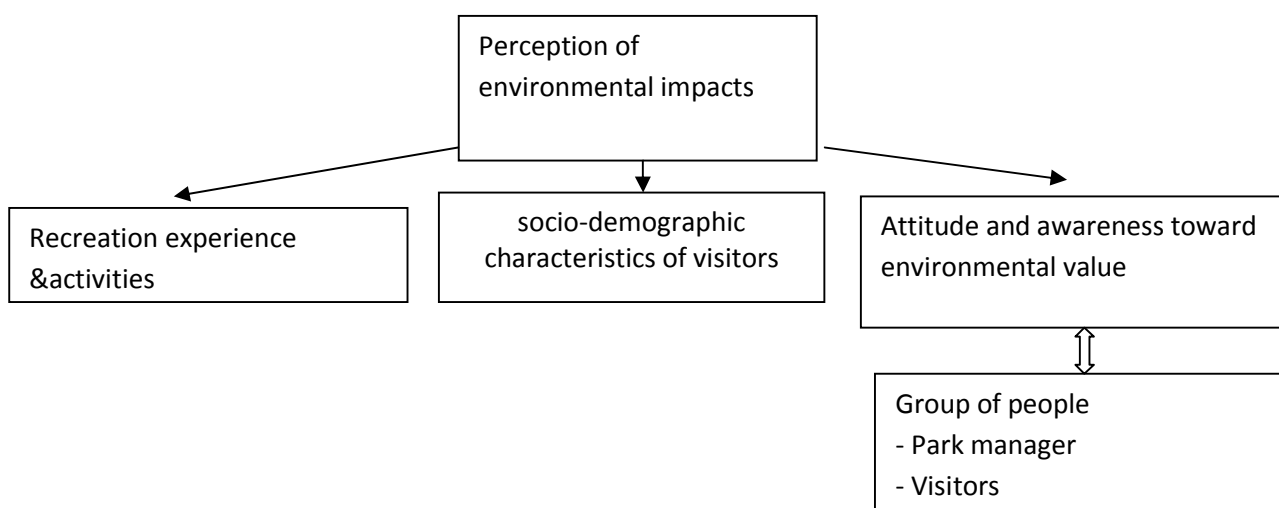 Perception of
environmental impacts
Recreation experience
&activities
socio-demographic
characteristics of visitors
Attitude and awareness toward
environmental value
Group of people
- Park manager
- Visitors